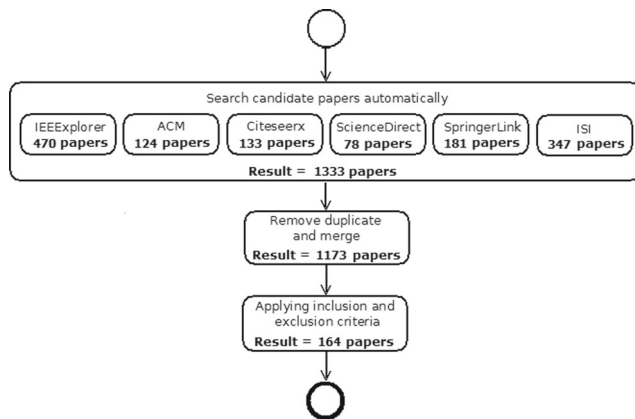 Search candidate papers automatically
IEEExplorer ACM Citeseerx ScienceDirect SpringerLink ISI
470 papers 124 papers 133 papers 78 papers 181 papers 347 papers
Result = 1333 papers
Remove duplicate
and merge
Result = 1173 papers
Applying inclusion and
exclusion criteria
Result = 164 papers